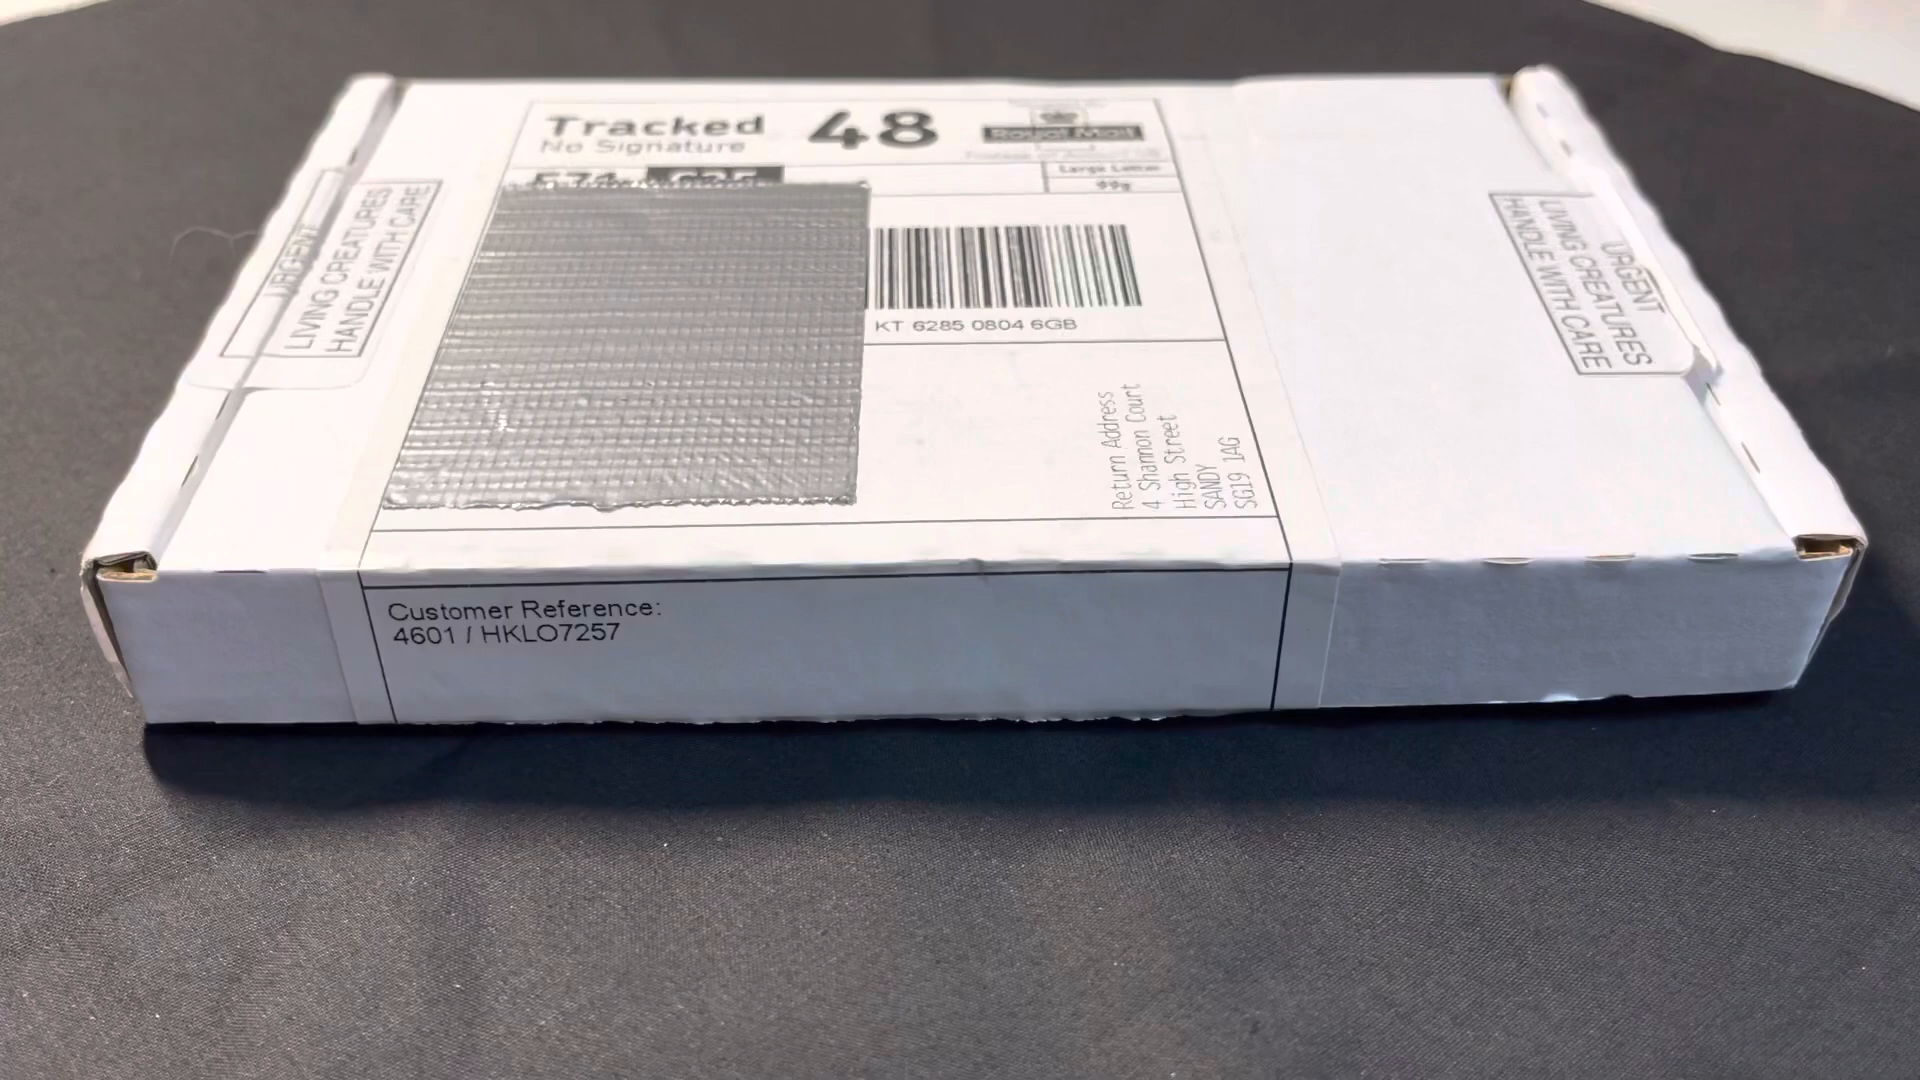 Tracked 48
No Signature
Royal Mail
Large Letter
99g
KT 6285 0804 6GB
Return Address
4 Shannon Court
High Street
SANDY
SG19 1AG
Customer Reference:
4601 / HKLO7257
URGENT
LIVING CREATURES
HANDLE WITH CARE
URGENT
LIVING CREATURES
HANDLE WITH CARE